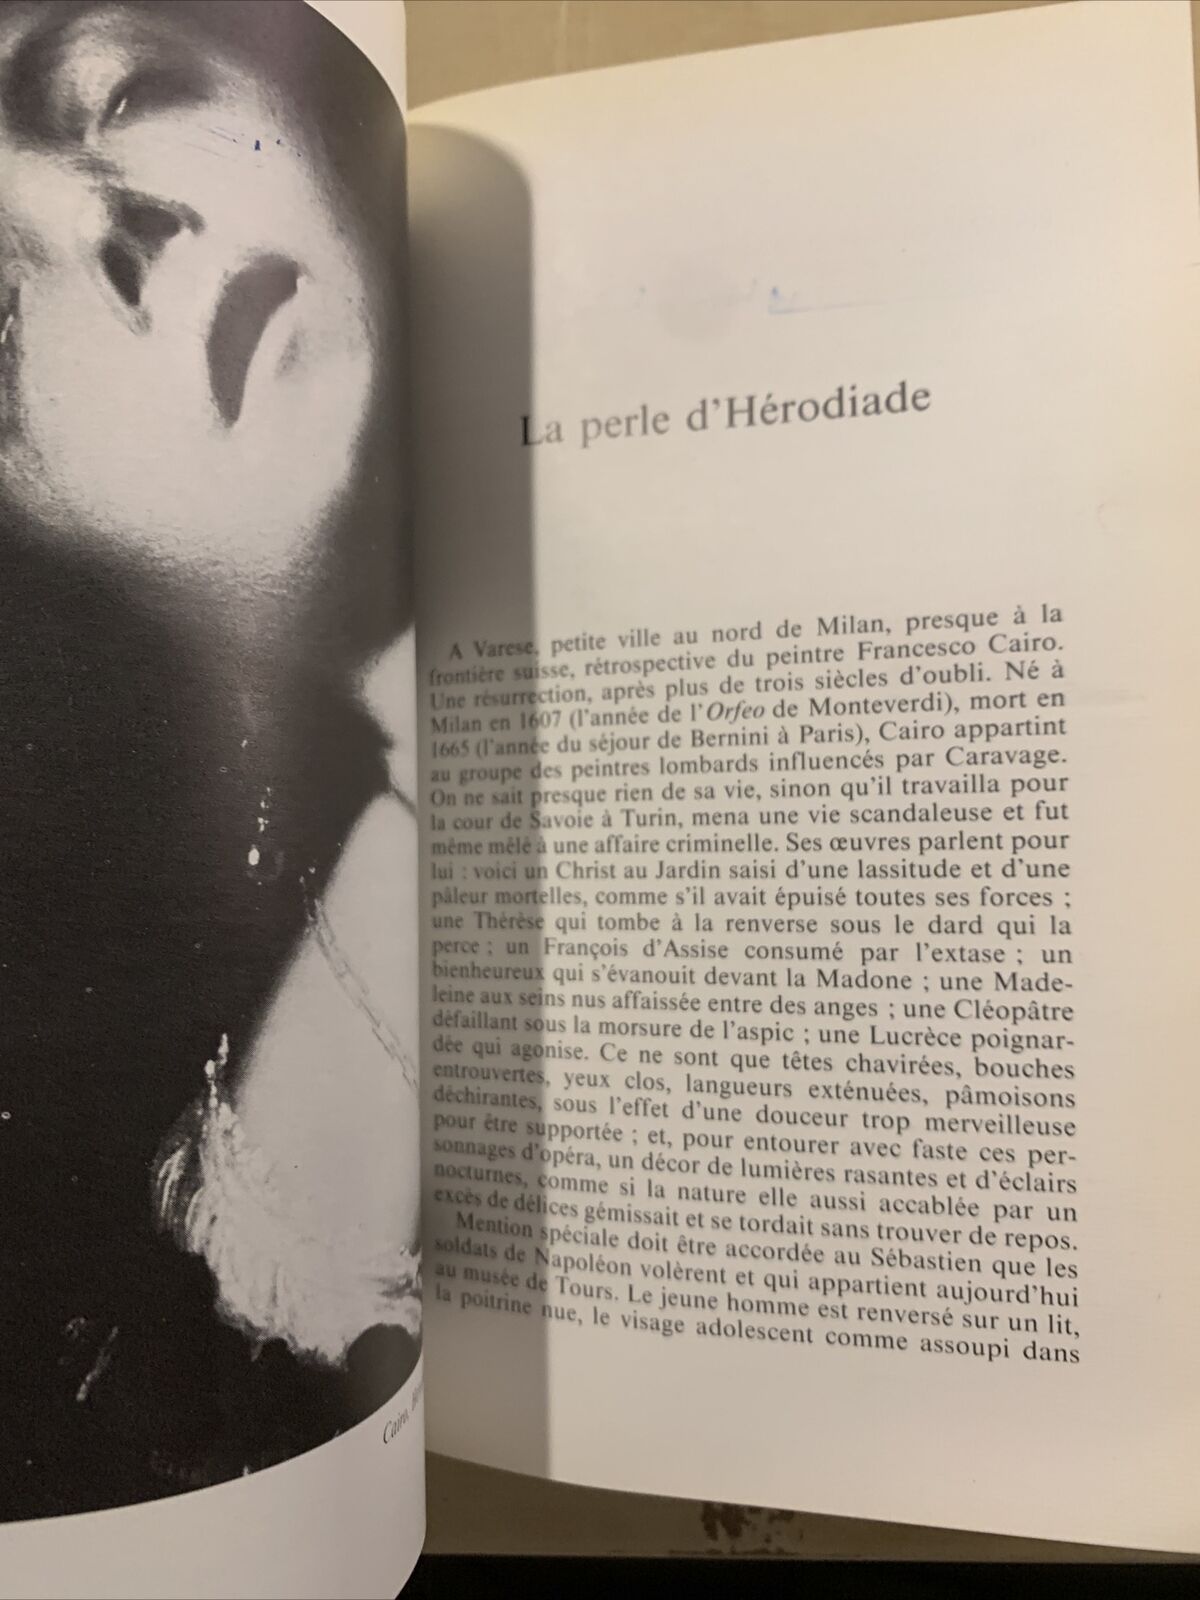 La perle d'Hérodiade
A Varese, petite ville au nord de Milan, presque à la
frontière suisse, rétrospective du peintre Francesco Cairo.
Une résurrection, après plus de trois siècles d'oubli. Né à
Milan en 1607 (l'année de l'Orfeo de Monteverdi), mort en
1665 (l'année du séjour de Bernini à Paris), Cairo appartint
au groupe des peintres lombards influencés par Caravage.
On ne sait presque rien de sa vie, sinon qu'il travailla pour
la cour de Savoie à Turin, mena une vie scandaleuse et fut
même mêlé à une affaire criminelle. Ses œuvres parlent pour
lui : voici un Christ au Jardin saisi d'une lassitude et d'une
pâleur mortelles, comme s'il avait épuisé toutes ses forces ;
une Thérèse qui tombe à la renverse sous le dard qui la
perce ; un François d'Assise consumé par l'extase ; un
bienheureux qui s'évanouit devant la Madone ; une Made-
leine aux seins nus affaissée entre des anges ; une Cléopâtre
défaillant sous la morsure de l'aspic ; une Lucrèce poignar-
dée qui agonise. Ce ne sont que têtes chavirées, bouches
entrouvertes, yeux clos, langueurs exténuées, pâmoisons
déchirantes, sous l'effet d'une douceur trop merveilleuse
pour être supportée ; et, pour entourer avec faste ces per-
sonnages d'opéra, un décor de lumières rasantes et d'éclairs
nocturnes, comme si la nature elle aussi accablée par un
excès de délices gémissait et se tordait sans trouver de repos.
Mention spéciale doit être accordée au Sébastien que les
soldats de Napoléon volèrent et qui appartient aujourd'hui
au musée de Tours. Le jeune homme est renversé sur un lit,
la poitrine nue, le visage adolescent comme assoupi dans
Cairo,